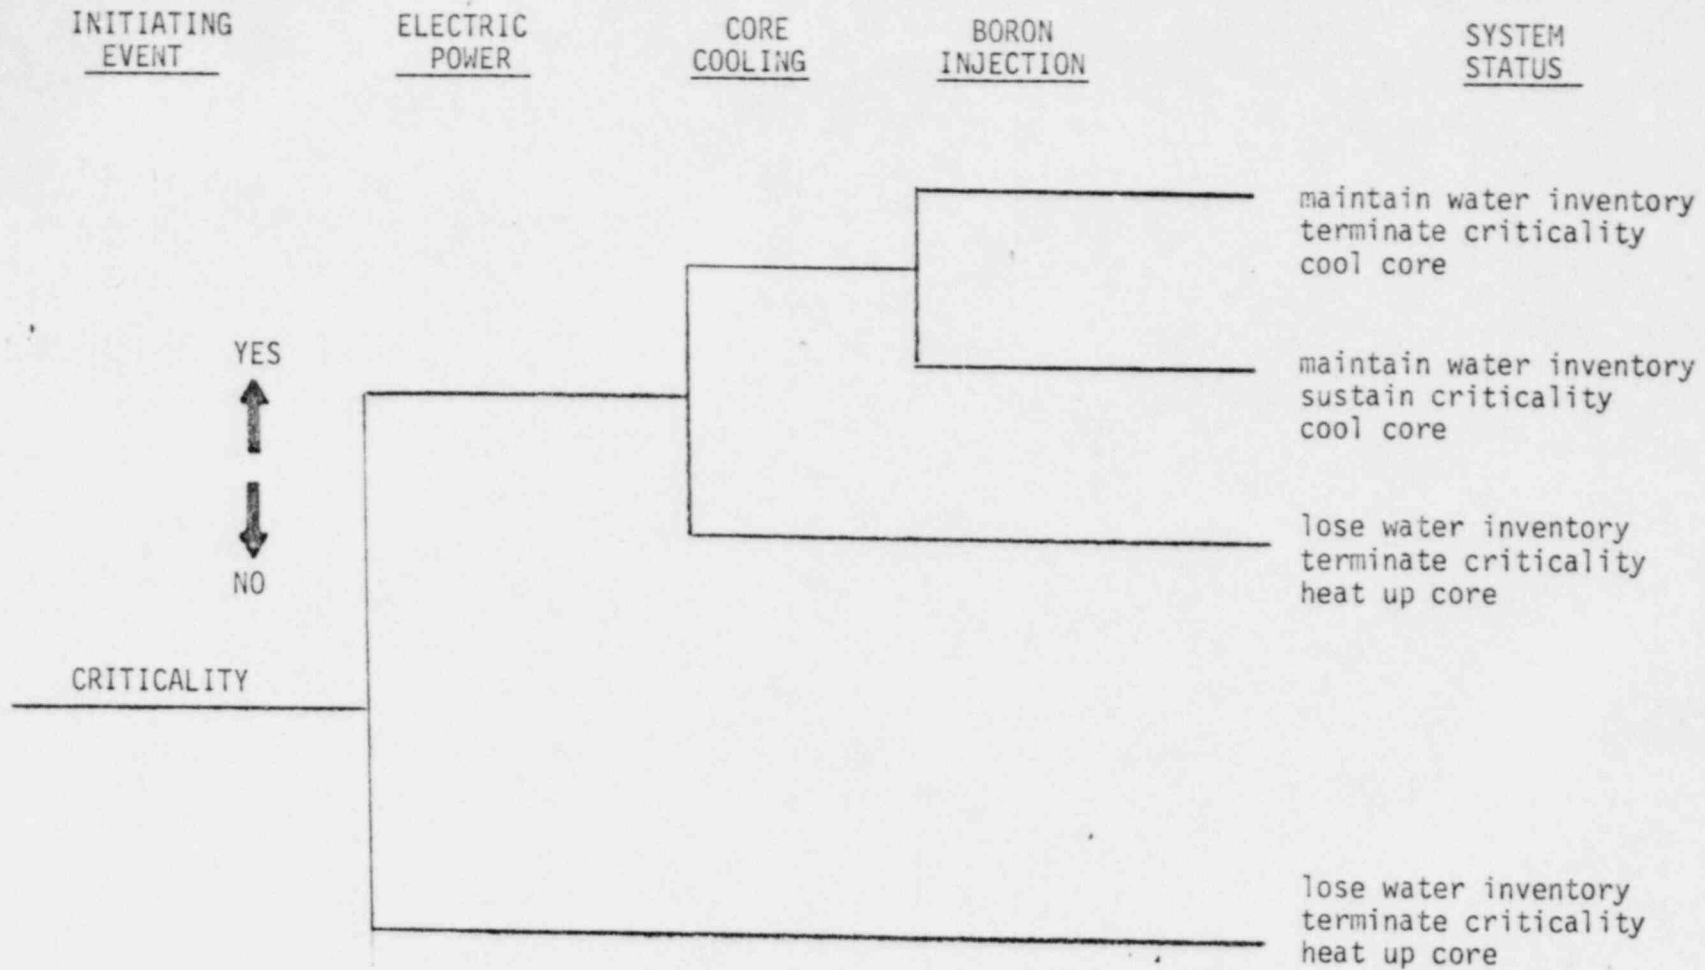 INITIATING
EVENT
ELECTRIC
POWER
CORE
COOLING
BORON
INJECTION
SYSTEM
STATUS
maintain water inventory
terminate criticality
cool core
YES
maintain water inventory
sustain criticality
cool core
NO
lose water inventory
terminate criticality
heat up core
CRITICALITY
lose water inventory
terminate criticality
heat up core